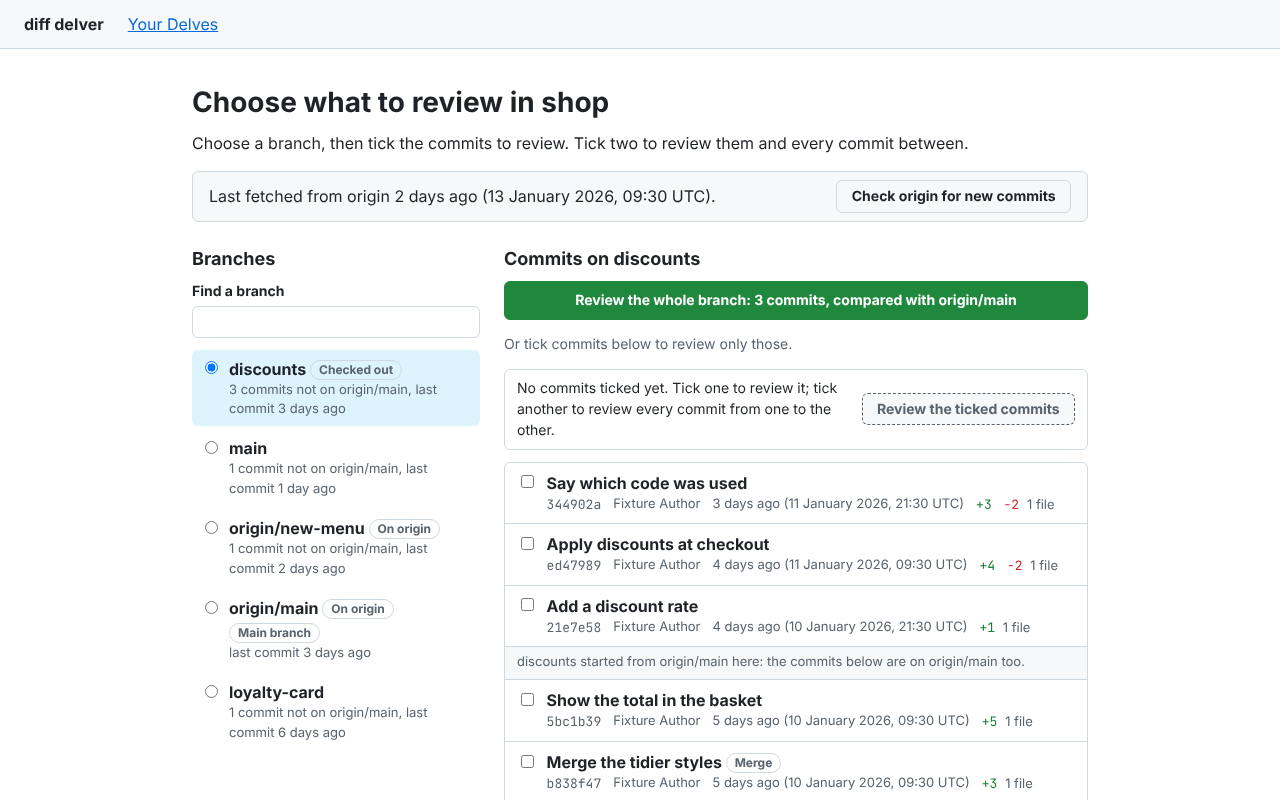 diff delver
Your Delves
Choose what to review in shop
Choose a branch, then tick the commits to review. Tick two to review them and every commit between.
Last fetched from origin 2 days ago (13 January 2026, 09:30 UTC).
Check origin for new commits
Branches
Find a branch
discounts Checked out
3 commits not on origin/main, last
commit 3 days ago
main
1 commit not on origin/main, last
commit 1 day ago
origin/new-menu On origin
1 commit not on origin/main, last
commit 2 days ago
origin/main On origin
Main branch
last commit 3 days ago
loyalty-card
1 commit not on origin/main, last
commit 6 days ago
Commits on discounts
Review the whole branch: 3 commits, compared with origin/main
Or tick commits below to review only those.
No commits ticked yet. Tick one to review it; tick
another to review every commit from one to the
other.
Review the ticked commits
Say which code was used
344902a Fixture Author 3 days ago (11 January 2026, 21:30 UTC) +3 -2 1 file
Apply discounts at checkout
ed47989 Fixture Author 4 days ago (11 January 2026, 09:30 UTC) +4 -2 1 file
Add a discount rate
21e7e58 Fixture Author 4 days ago (10 January 2026, 21:30 UTC) +1 1 file
discounts started from origin/main here: the commits below are on origin/main too.
Show the total in the basket
5bc1b39 Fixture Author 5 days ago (10 January 2026, 09:30 UTC) +5 1 file
Merge the tidier styles Merge
b838f47 Fixture Author 5 days ago (10 January 2026, 09:30 UTC) +3 1 file